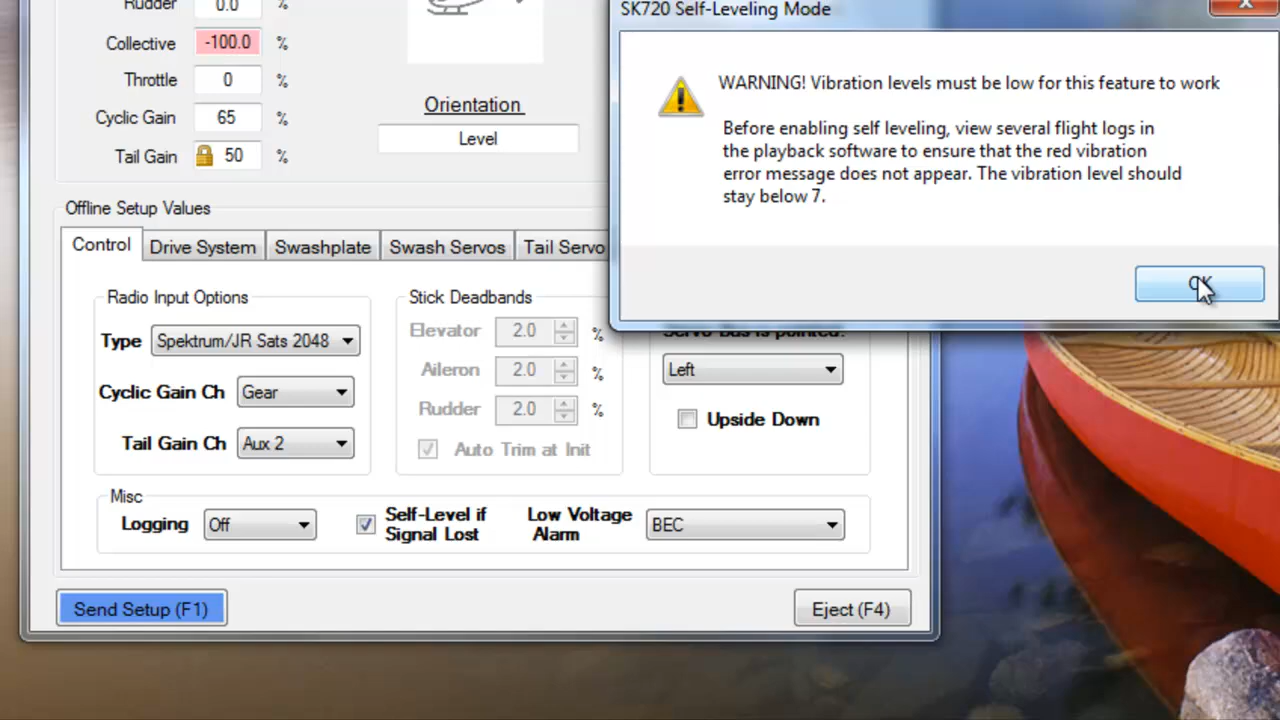 Rudder 0.0 %
Collective -100.0 %
Throttle 0 %
Cyclic Gain 65 %
Tail Gain 50 %
Orientation
Level
SK720 Self-Leveling Mode
WARNING! Vibration levels must be low for this feature to work
Before enabling self leveling, view several flight logs in
the playback software to ensure that the red vibration
error message does not appear. The vibration level should
stay below 7.
OK
Offline Setup Values
Control Drive System Swashplate Swash Servos Tail Servo
Radio Input Options
Type Spektrum/JR Sats 2048
Cyclic Gain Ch Gear
Tail Gain Ch Aux 2
Stick Deadbands
Elevator 2.0 %
Aileron 2.0 %
Rudder 2.0 %
Auto Trim at Init
Servo bus is pointed:
Left
Upside Down
Misc
Logging Off
Self-Level if
Signal Lost
Low Voltage
Alarm
BEC
Send Setup (F1)
Eject (F4)